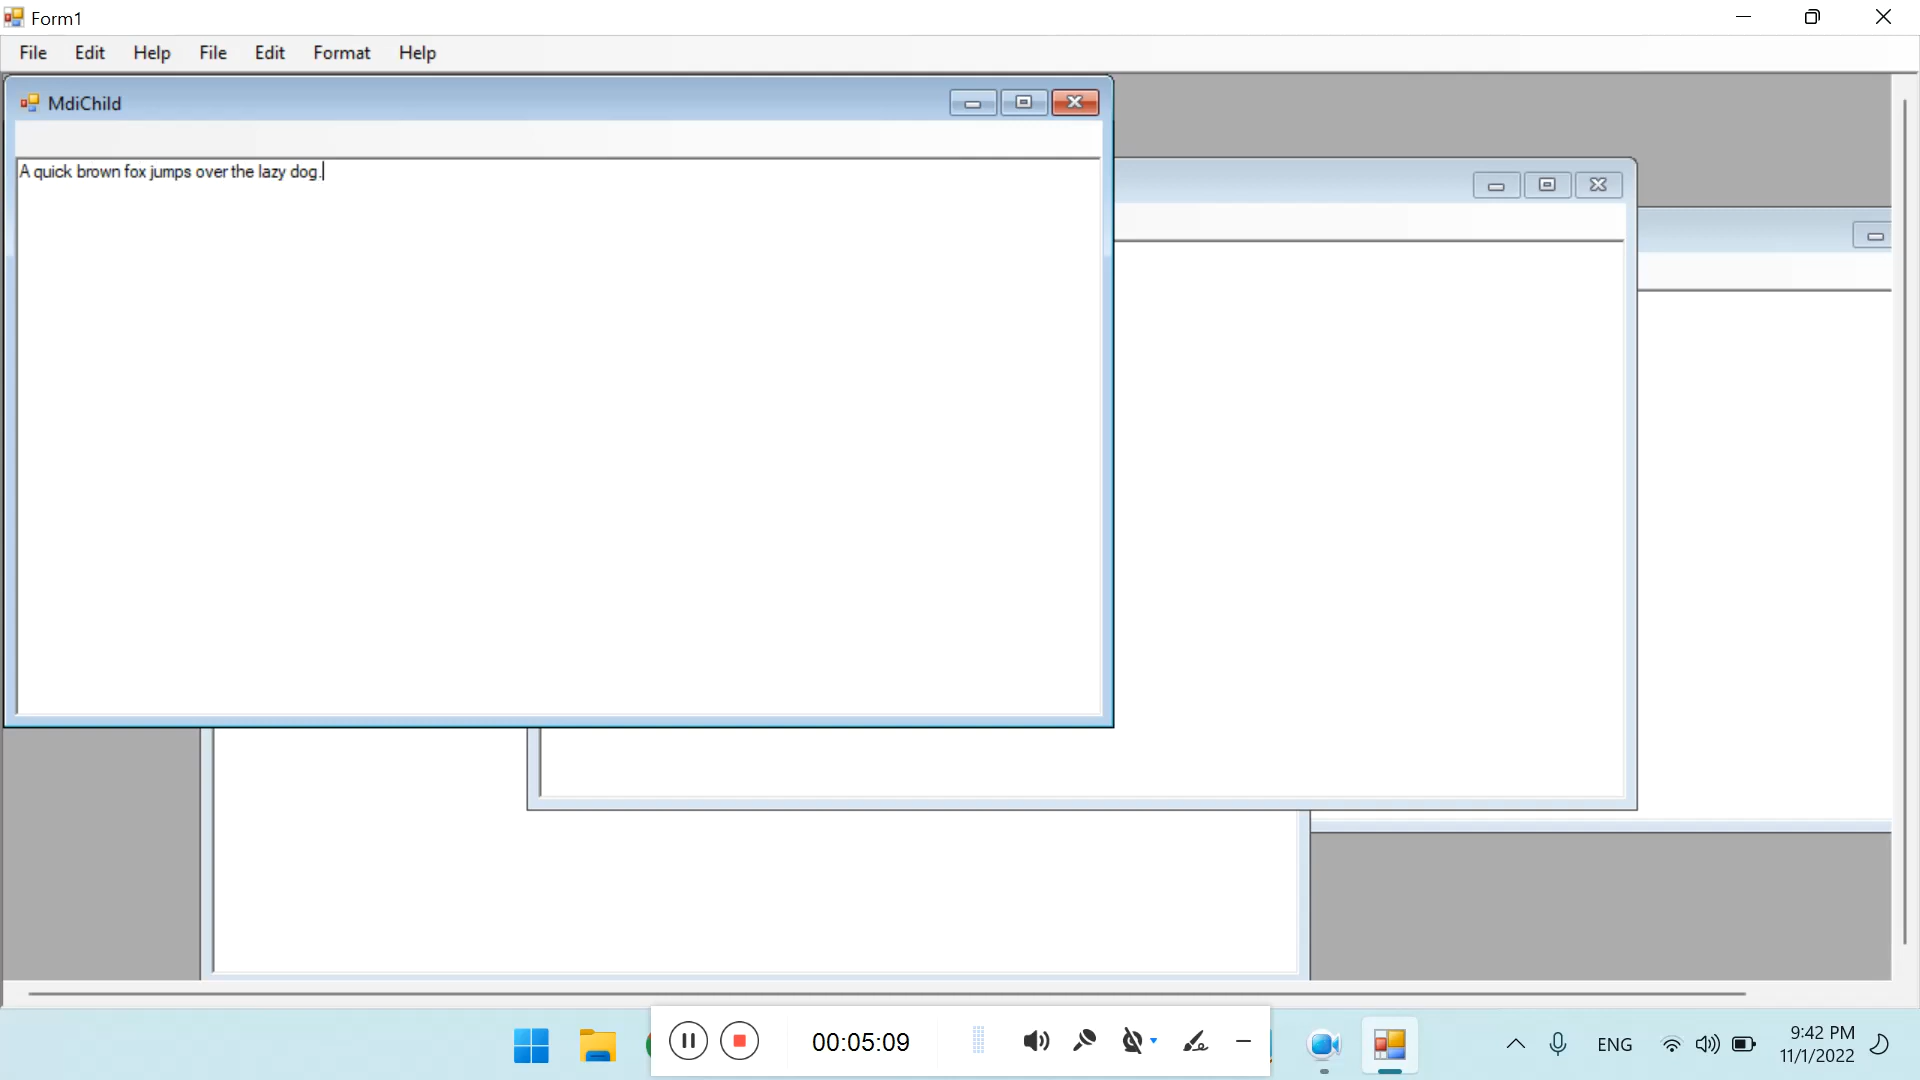 Form1
File Edit Help File Edit Format Help
MdiChild
A quick brown fox jumps over the lazy dog.
00:05:09
ENG
9:42 PM
11/1/2022